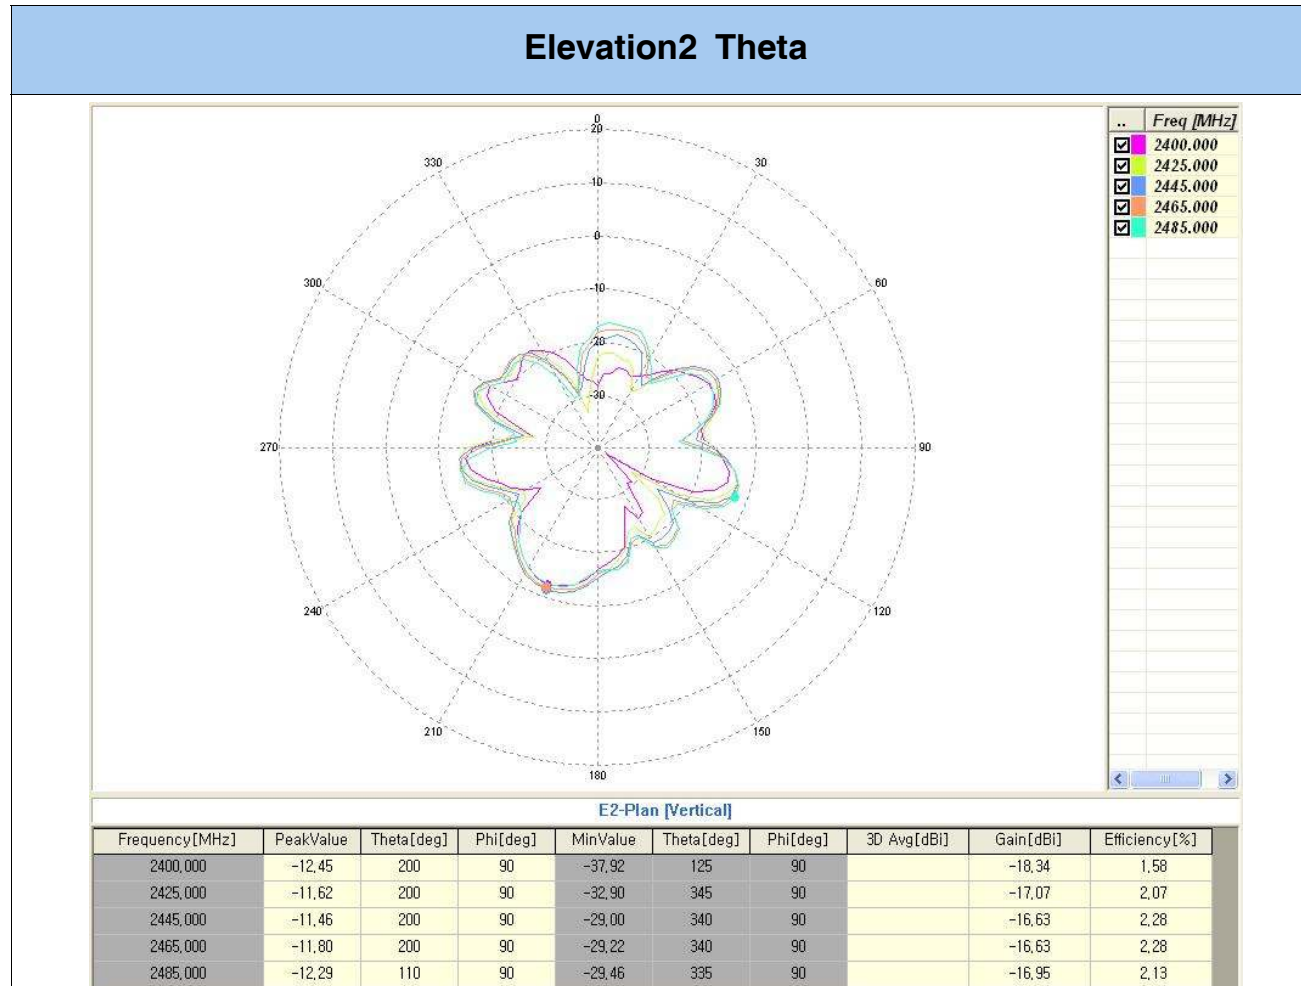 Elevation2 Theta
0
20
330
30
10
0
300
60
-10
-20
-30
270
90
240
120
210
150
180
.. Freq [MHz]
2400.000
2425.000
2445.000
2465.000
2485.000
E2-Plan [Vertical]
Frequency[MHz] PeakValue Theta[deg] Phi[deg] MinValue Theta[deg] Phi[deg] 3D Avg[dBi] Gain[dBi] Efficiency[%]
2400,000 -12,45 200 90 -37,92 125 90 -18,34 1,58
2425,000 -11,62 200 90 -32,90 345 90 -17,07 2,07
2445,000 -11,46 200 90 -29,00 340 90 -16,63 2,28
2465,000 -11,80 200 90 -29,22 340 90 -16,63 2,28
2485,000 -12,29 110 90 -29,46 335 90 -16,95 2,13